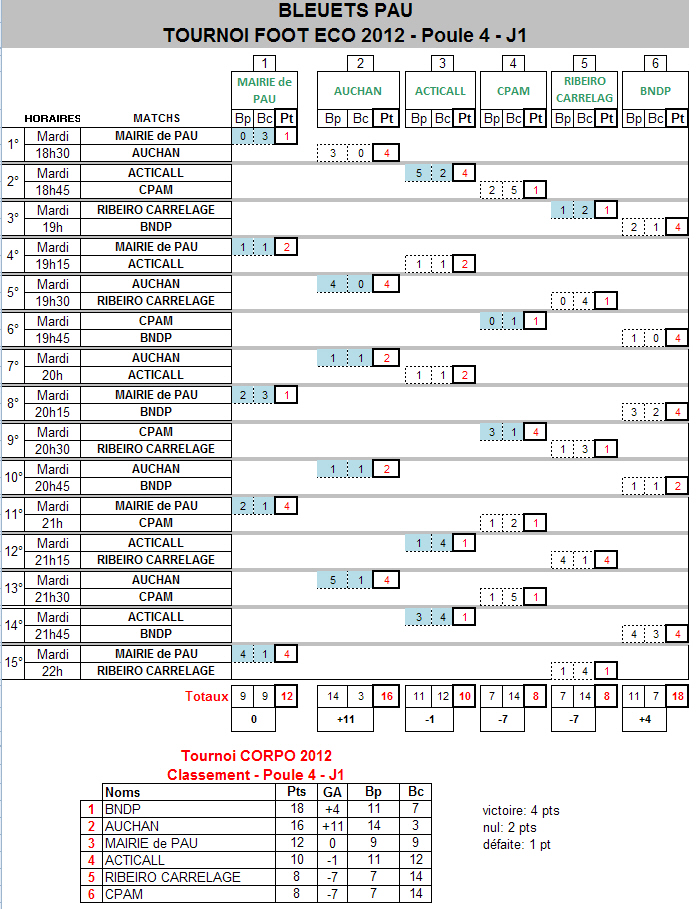 BLEUETS PAU
TOURNOI FOOT ECO 2012 - Poule 4 - J1
1 2 3 4 5 6
MAIRIE de PAU AUCHAN ACTICALL CPAM RIBEIRO CARRELAG BNDP
HORAIRES MATCHS Bp Bc Pt Bp Bc Pt Bp Bc Pt Bp Bc Pt Bp Bc Pt Bp Bc Pt
1° Mardi MAIRIE de PAU 0 3 1
18h30 AUCHAN 3 0 4
2° Mardi ACTICALL 5 2 4
18h45 CPAM 2 5 1
3° Mardi RIBEIRO CARRELAGE 1 2 1
19h BNDP 2 1 4
4° Mardi MAIRIE de PAU 1 1 2
19h15 ACTICALL 1 1 2
5° Mardi AUCHAN 4 0 4
19h30 RIBEIRO CARRELAGE 0 4 1
6° Mardi CPAM 0 1 1
19h45 BNDP 1 0 4
7° Mardi AUCHAN 1 1 2
20h ACTICALL 1 1 2
8° Mardi MAIRIE de PAU 2 3 1
20h15 BNDP 3 2 4
9° Mardi CPAM 3 1 4
20h30 RIBEIRO CARRELAGE 1 3 1
10° Mardi AUCHAN 1 1 2
20h45 BNDP 1 1 2
11° Mardi MAIRIE de PAU 2 1 4
21h CPAM 1 2 1
12° Mardi ACTICALL 1 4 1
21h15 RIBEIRO CARRELAGE 4 1 4
13° Mardi AUCHAN 5 1 4
21h30 CPAM 1 5 1
14° Mardi ACTICALL 3 4 1
21h45 BNDP 4 3 4
15° Mardi MAIRIE de PAU 4 1 4
22h RIBEIRO CARRELAGE 1 4 1
Totaux 9 9 12 14 3 16 11 12 10 7 14 8 7 14 8 11 7 18
0 +11 -1 -7 -7 +4
Tournoi CORPO 2012
Classement - Poule 4 - J1
Noms Pts GA Bp Bc
1 BNDP 18 +4 11 7
2 AUCHAN 16 +11 14 3
3 MAIRIE de PAU 12 0 9 9
4 ACTICALL 10 -1 11 12
5 RIBEIRO CARRELAGE 8 -7 7 14
6 CPAM 8 -7 7 14
victoire: 4 pts
nul: 2 pts
défaite: 1 pt